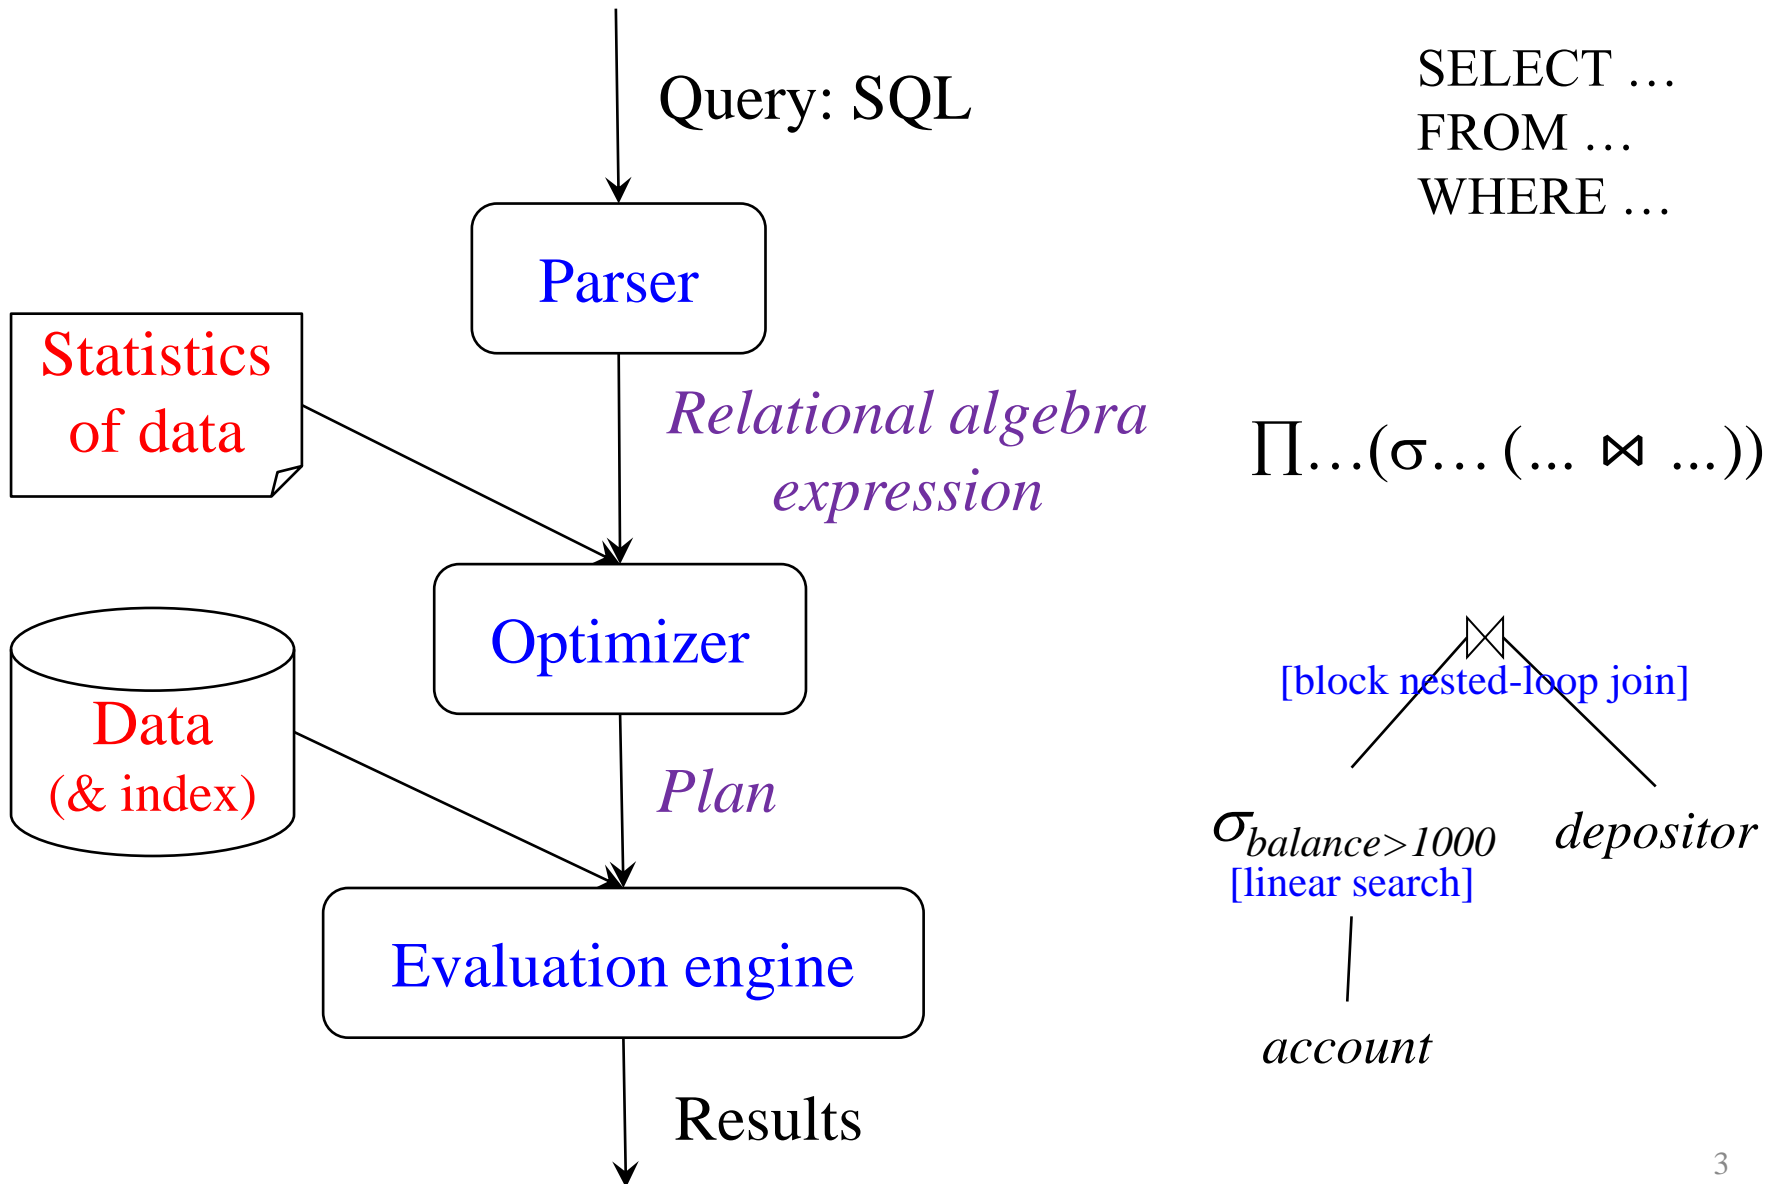 Query: SQL
SELECT …
FROM …
WHERE …
Parser
Statistics
of data
Relational algebra
expression
∏…(σ… (... ⋈ ...))
Optimizer
⋈
[block nested-loop join]
Data
(& index)
Plan
σbalance>1000
depositor
[linear search]
Evaluation engine
account
Results
3